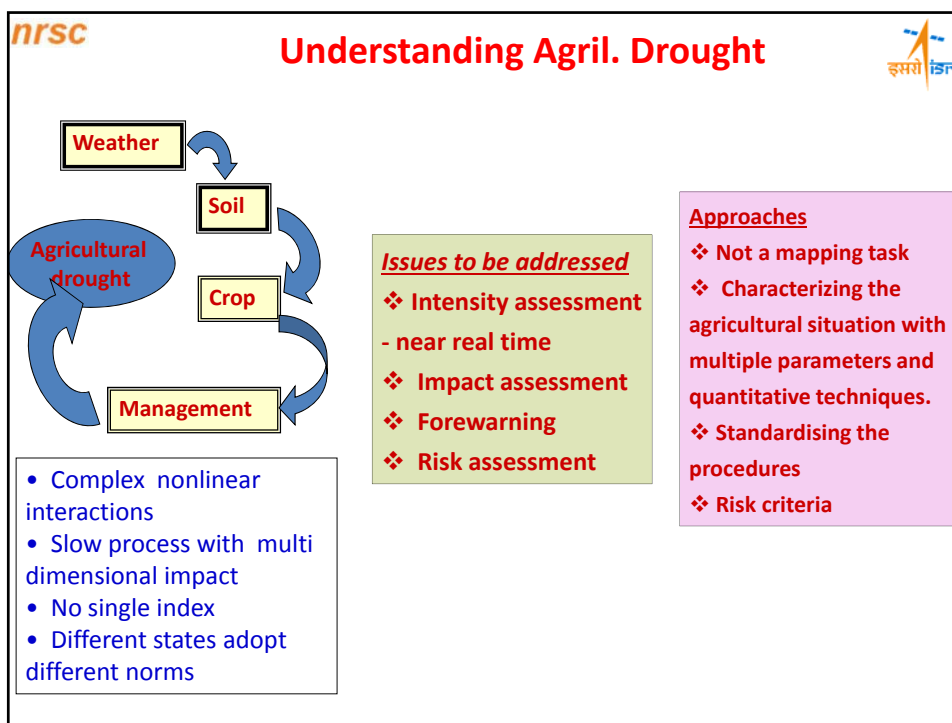 nrsc
Understanding Agril. Drought
इसरो isr
Weather
Soil
Agricultural
drought
Crop
Management
• Complex nonlinear
interactions
• Slow process with multi
dimensional impact
• No single index
• Different states adopt
different norms
Issues to be addressed
❖ Intensity assessment
- near real time
❖ Impact assessment
❖ Forewarning
❖ Risk assessment
Approaches
❖ Not a mapping task
❖ Characterizing the
agricultural situation with
multiple parameters and
quantitative techniques.
❖ Standardising the
procedures
❖ Risk criteria